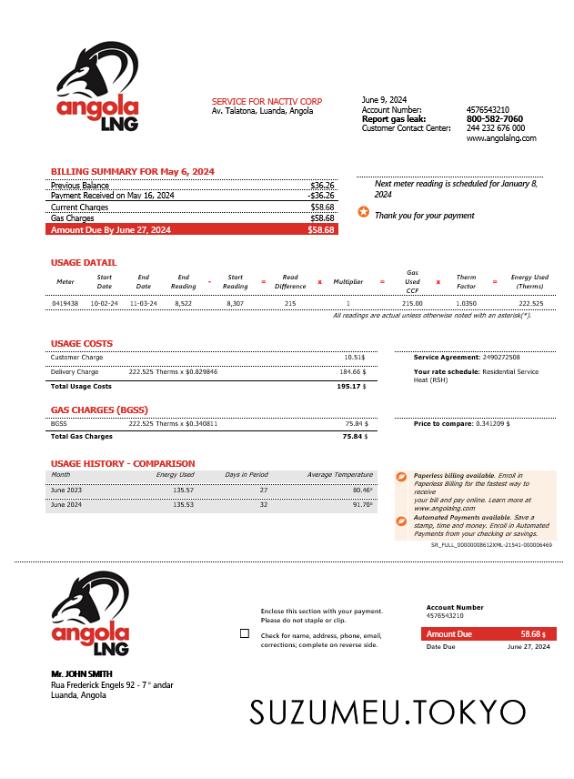 angola
LNG
SERVICE FOR NACTIV CORP
Av. Talatona, Luanda, Angola
June 9, 2024
Account Number: 4576543210
Report gas leak: 800-582-7060
Customer Contact Center: 244 232 676 000
www.angolalng.com
BILLING SUMMARY FOR May 6, 2024
Previous Balance $36.26
Payment Received on May 16, 2024 -$36.26
Current Charges $58.68
Gas Charges $58.68
Amount Due By June 27, 2024 $58.68
Next meter reading is scheduled for January 8,
2024
Thank you for your payment
USAGE DATAIL
Meter Start Date End Date End Reading - Start Reading = Read Difference x Multiplier = Gas Used CCF x Therm Factor = Energy Used (Therms)
0419438 10-02-24 11-03-24 8,522 8,307 215 1 215.00 1.0350 222.525
All readings are actual unless otherwise noted with an asterisk(*).
USAGE COSTS
Customer Charge 10.51$
Delivery Charge 222.525 Therms x $0.829846 184.66 $
Total Usage Costs 195.17 $
Service Agreement: 2490272508
Your rate schedule: Residential Service
Heat (RSH)
GAS CHARGES (BGSS)
BGSS 222.525 Therms x $0.340811 75.84 $
Total Gas Charges 75.84 $
Price to compare: 0.341209 $
USAGE HISTORY - COMPARISON
Month Energy Used Days in Period Average Temperature
June 2023 135.57 27 80.46°
June 2024 135.53 32 91.70°
Paperless billing available. Enroll in
Paperless Billing for the fastest way to
receive
your bill and pay online. Learn more at
www.angolalng.com
Automated Payments available. Save a
stamp, time and money. Enroll in Automated
Payments from your checking or savings.
SR_FULL_00000008612XML-21541-000006469
angola
LNG
Enclose this section with your payment.
Please do not staple or clip.
Check for name, address, phone, email,
corrections; complete on reverse side.
Account Number
4576543210
Amount Due 58.68 $
Date Due June 27, 2024
Mr. JOHN SMITH
Rua Frederick Engels 92 - 7° andar
Luanda, Angola
SUZUMEU.TOKYO